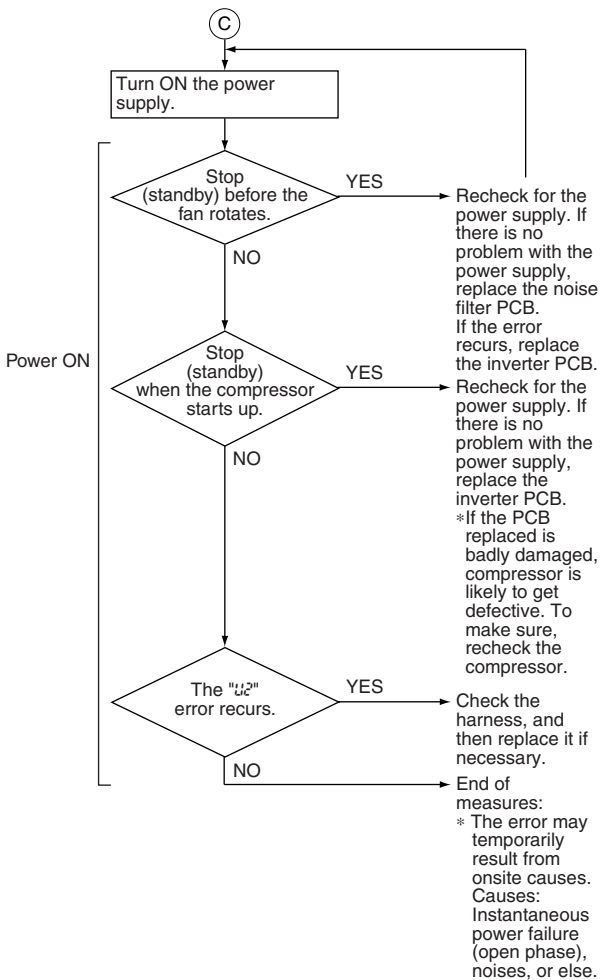 C
Turn ON the power
supply.
Stop
(standby) before the
fan rotates.
YES
Recheck for the
power supply. If
there is no
problem with the
power supply,
replace the noise
filter PCB.
If the error
recurs, replace
the inverter PCB.
NO
Power ON
Stop
(standby)
when the compressor
starts up.
YES
Recheck for the
power supply. If
there is no
problem with the
power supply,
replace the
inverter PCB.
*If the PCB
replaced is
badly damaged,
compressor is
likely to get
defective. To
make sure,
recheck the
compressor.
NO
The "U2"
error recurs.
YES
Check the
harness, and
then replace it if
necessary.
NO
End of
measures:
* The error may
temporarily
result from
onsite causes.
Causes:
Instantaneous
power failure
(open phase),
noises, or else.